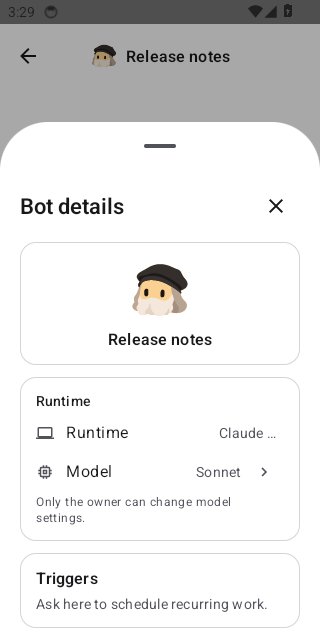 3:29
Release notes
Bot details
Release notes
Runtime
Runtime Claude ...
Model Sonnet
Only the owner can change model
settings.
Triggers
Ask here to schedule recurring work.